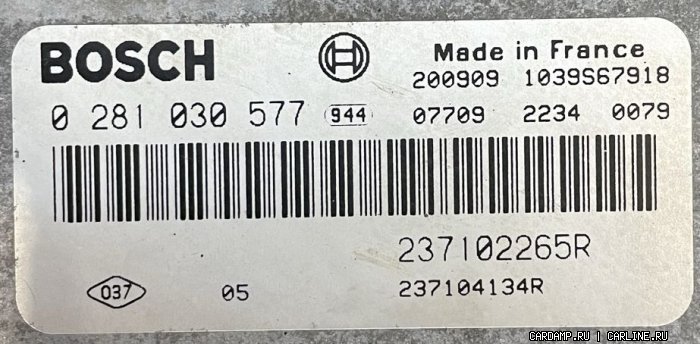 BOSCH Made in France
200909 1039S67918
0 281 030 577 944 07709 2234 0079
237102265R
037 05 237104134R
CARDAMP.RU | CARLINE.RU